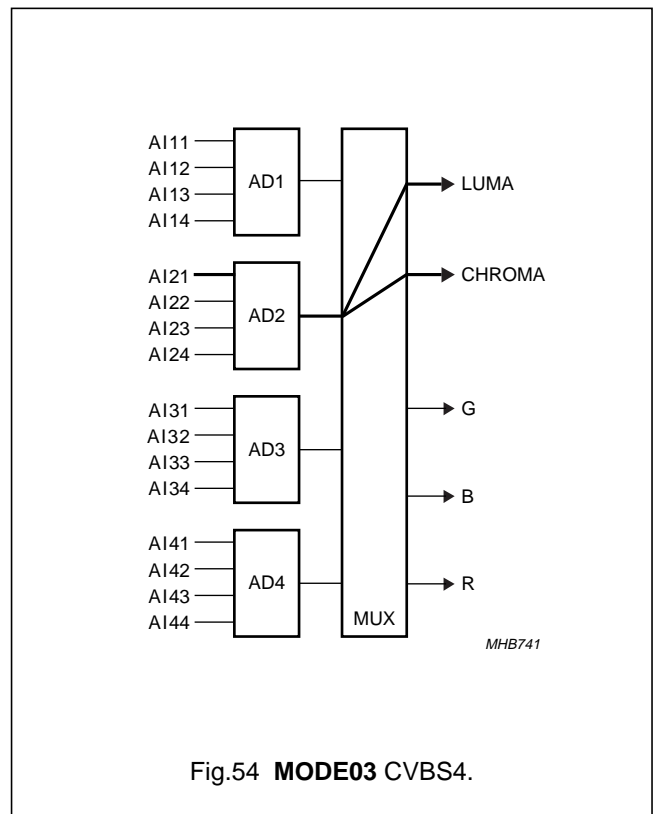 AI11
AI12
AI13
AI14
AD1
AI21
AI22
AI23
AI24
AD2
AI31
AI32
AI33
AI34
AD3
AI41
AI42
AI43
AI44
AD4
MUX
LUMA
CHROMA
G
B
R
MHB741
Fig.54 MODE03 CVBS4.